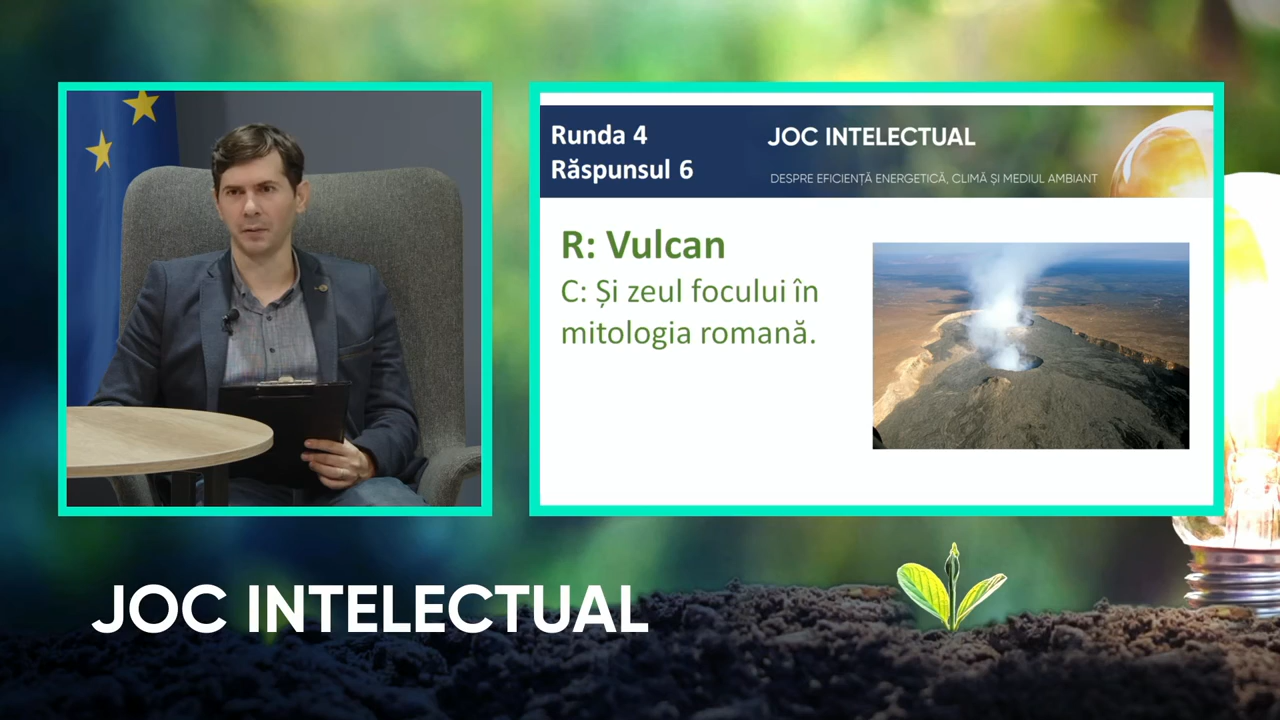 Runda 4
Răspunsul 6
JOC INTELECTUAL
DESPRE EFICIENȚĂ ENERGETICĂ, CLIMĂ ȘI MEDIUL AMBIANT
R: Vulcan
C: Și zeul focului în
mitologia romană.
JOC INTELECTUAL